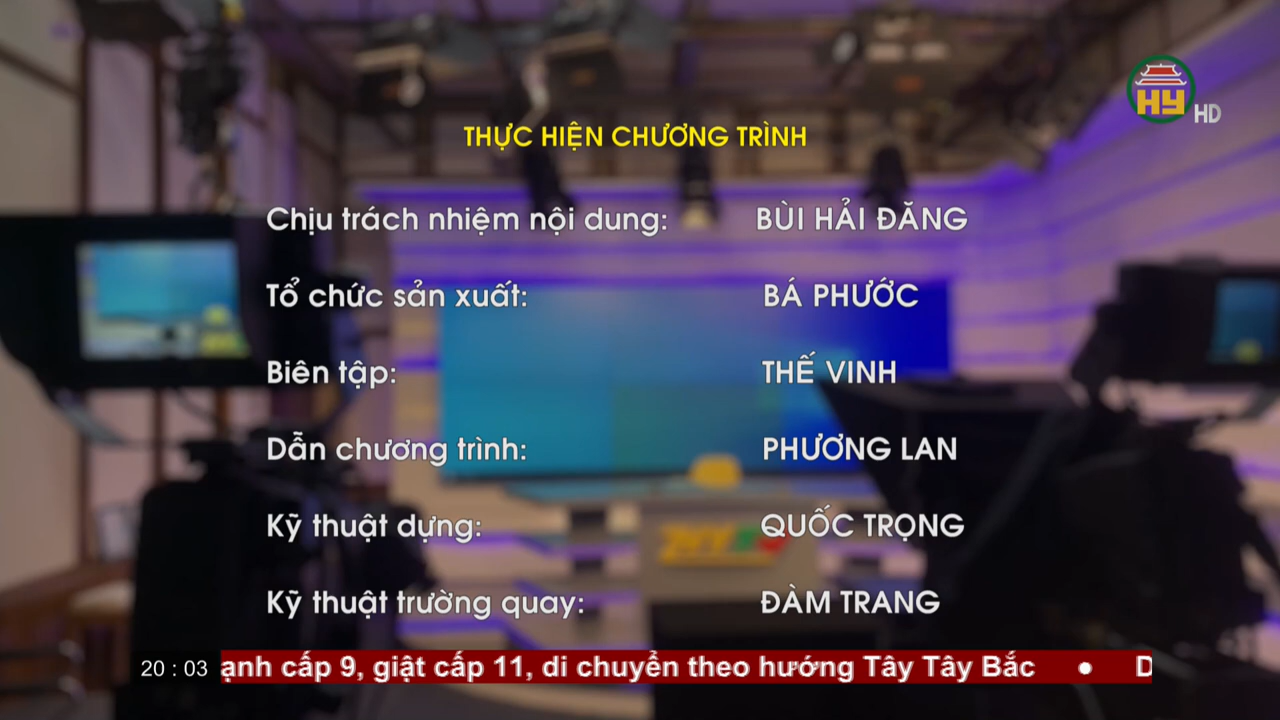 HY HD
THỰC HIỆN CHƯƠNG TRÌNH
Chịu trách nhiệm nội dung: BÙI HẢI ĐĂNG
Tổ chức sản xuất: BÁ PHƯỚC
Biên tập: THẾ VINH
Dẫn chương trình: PHƯƠNG LAN
Kỹ thuật dựng: QUỐC TRỌNG
Kỹ thuật trường quay: ĐÀM TRANG
20 : 03 ạnh cấp 9, giật cấp 11, di chuyển theo hướng Tây Tây Bắc • D